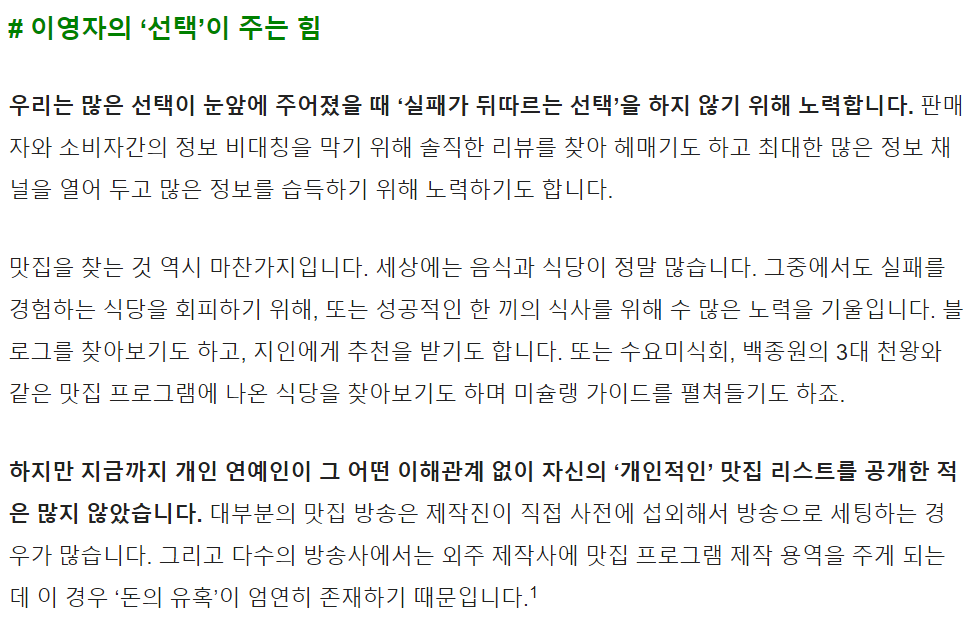 # 이영자의 ‘선택’이 주는 힘
우리는 많은 선택이 눈앞에 주어졌을 때 ‘실패가 뒤따르는 선택’을 하지 않기 위해 노력합니다. 판매
자와 소비자간의 정보 비대칭을 막기 위해 솔직한 리뷰를 찾아 헤매기도 하고 최대한 많은 정보 채
널을 열어 두고 많은 정보를 습득하기 위해 노력하기도 합니다.
맛집을 찾는 것 역시 마찬가지입니다. 세상에는 음식과 식당이 정말 많습니다. 그중에서도 실패를
경험하는 식당을 회피하기 위해, 또는 성공적인 한 끼의 식사를 위해 수 많은 노력을 기울입니다. 블
로그를 찾아보기도 하고, 지인에게 추천을 받기도 합니다. 또는 수요미식회, 백종원의 3대 천왕와
같은 맛집 프로그램에 나온 식당을 찾아보기도 하며 미슐랭 가이드를 펼쳐들기도 하죠.
하지만 지금까지 개인 연예인이 그 어떤 이해관계 없이 자신의 ‘개인적인’ 맛집 리스트를 공개한 적
은 많지 않았습니다. 대부분의 맛집 방송은 제작진이 직접 사전에 섭외해서 방송으로 세팅하는 경
우가 많습니다. 그리고 다수의 방송사에서는 외주 제작사에 맛집 프로그램 제작 용역을 주게 되는
데 이 경우 ‘돈의 유혹’이 엄연히 존재하기 때문입니다.¹